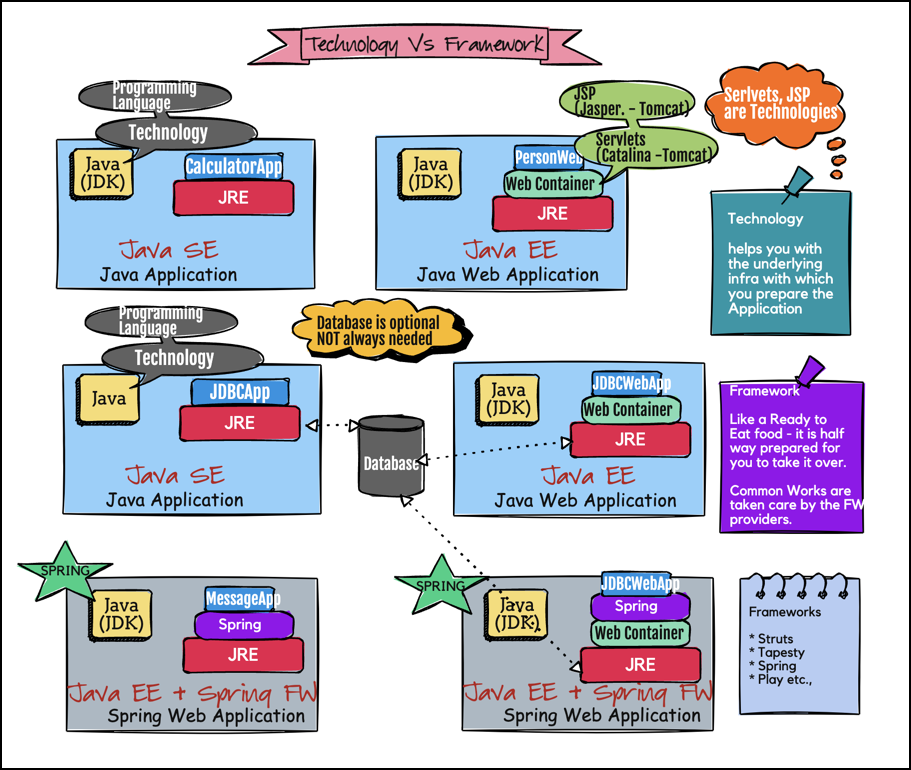 Technology Vs Framework
Programming
Language
Technology
Java
(JDK)
CalculatorApp
JRE
Java SE
Java Application
JSP
(Jasper. - Tomcat)
Servlets
(Catalina -Tomcat)
Java
(JDK)
PersonWeb
Web Container
JRE
Java EE
Java Web Application
Serlvets, JSP
are Technologies
Technology
helps you with
the underlying
infra with which
you prepare the
Application
Programming
Language
Technology
Java
JDBCApp
JRE
Java SE
Java Application
Database is optional
NOT always needed
Database
Java
(JDK)
JDBCWebApp
Web Container
JRE
Java EE
Java Web Application
Framework
Like a Ready to
Eat food - it is half
way prepared for
you to take it over.
Common Works are
taken care by the FW
providers.
SPRING
Java
(JDK)
MessageApp
Spring
JRE
Java EE + Spring FW
Spring Web Application
SPRING
Java
(JDK)
JDBCWebApp
Spring
Web Container
JRE
Java EE + Spring FW
Spring Web Application
Frameworks
* Struts
* Tapesty
* Spring
* Play etc.,